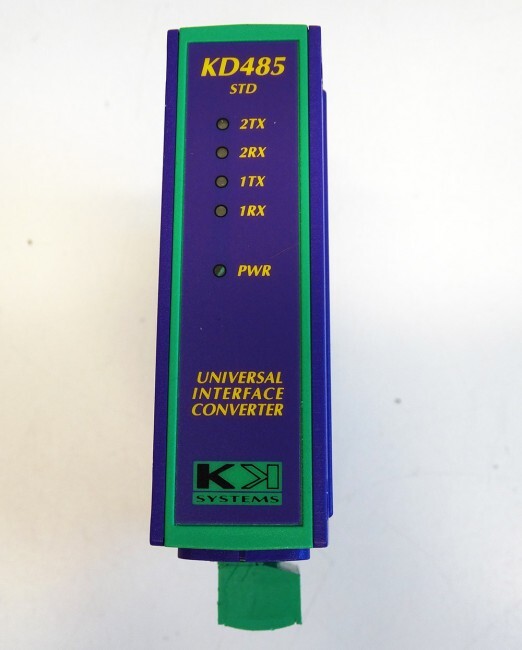 KD485
STD
2TX
2RX
1TX
1RX
PWR
UNIVERSAL
INTERFACE
CONVERTER
KK
SYSTEMS